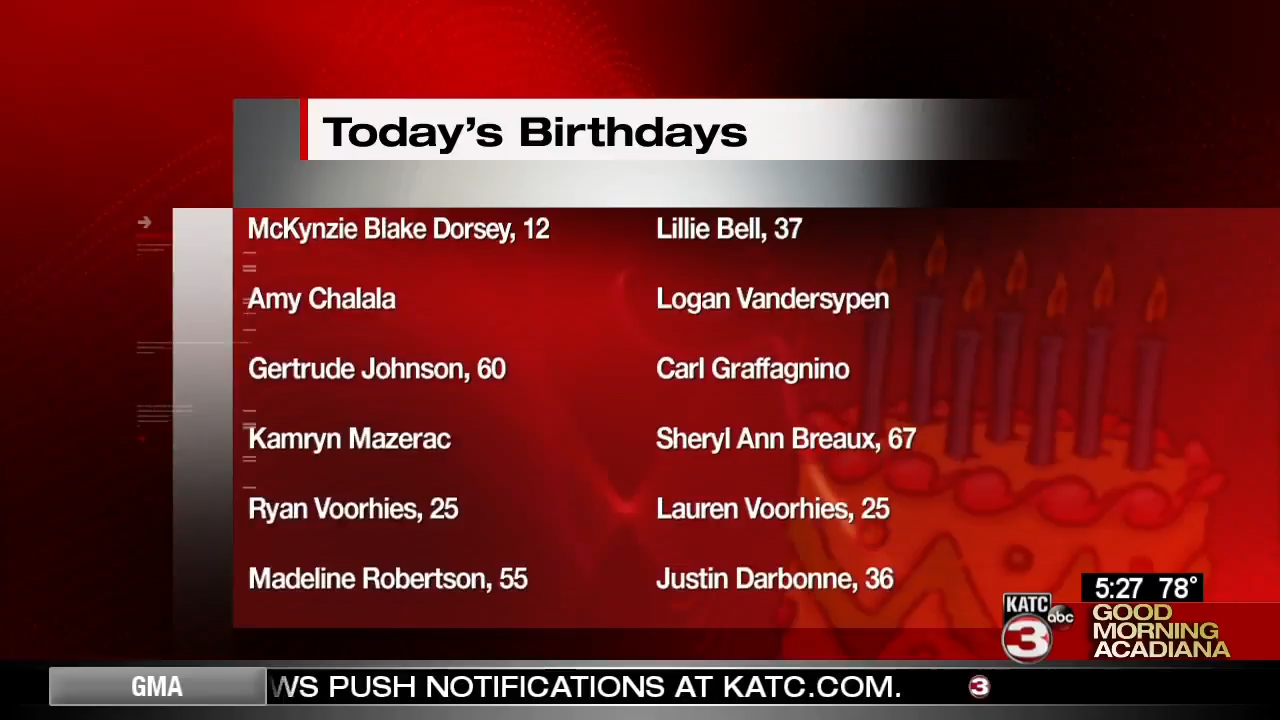 Today's Birthdays
McKynzie Blake Dorsey, 12
Lillie Bell, 37
Amy Chalala
Logan Vandersypen
Gertrude Johnson, 60
Carl Graffagnino
Kamryn Mazerac
Sheryl Ann Breaux, 67
Ryan Voorhies, 25
Lauren Voorhies, 25
Madeline Robertson, 55
Justin Darbonne, 36
5:27 78°
KATC
abc
3
GOOD
MORNING
ACADIANA
GMA
WS PUSH NOTIFICATIONS AT KATC.COM.
3